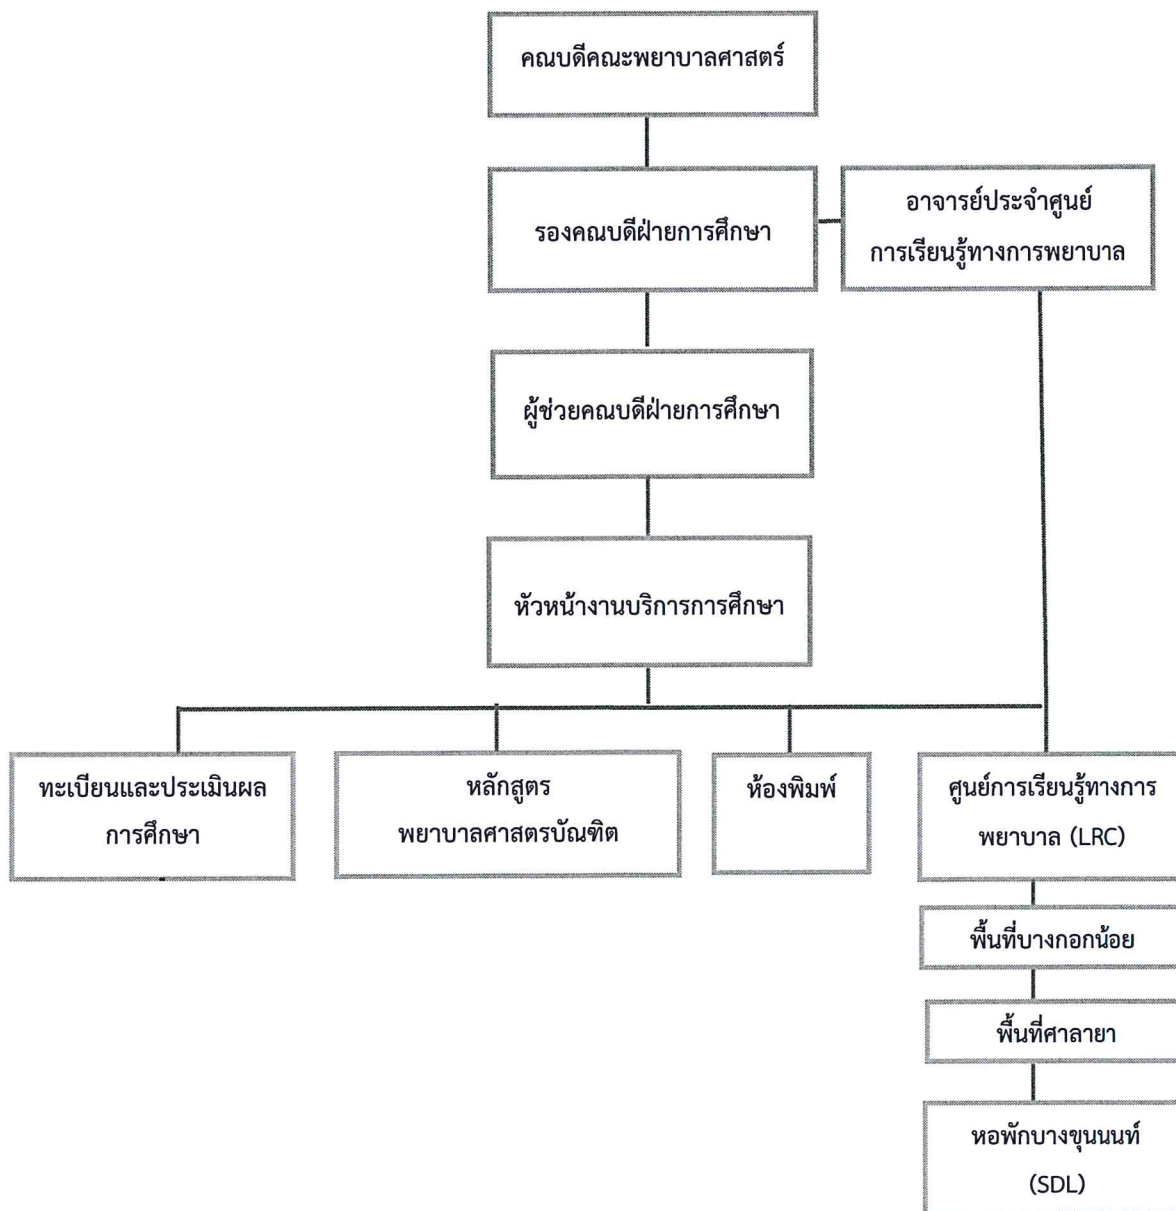 คณบดีคณะพยาบาลศาสตร์
รองคณบดีฝ่ายการศึกษา
อาจารย์ประจำศูนย์
การเรียนรู้ทางการพยาบาล
ผู้ช่วยคณบดีฝ่ายการศึกษา
หัวหน้างานบริการการศึกษา
ทะเบียนและประเมินผล
การศึกษา
หลักสูตร
พยาบาลศาสตรบัณฑิต
ห้องพิมพ์
ศูนย์การเรียนรู้ทางการ
พยาบาล (LRC)
พื้นที่บางกอกน้อย
พื้นที่ศาลายา
หอพักบางขุนนนท์
(SDL)